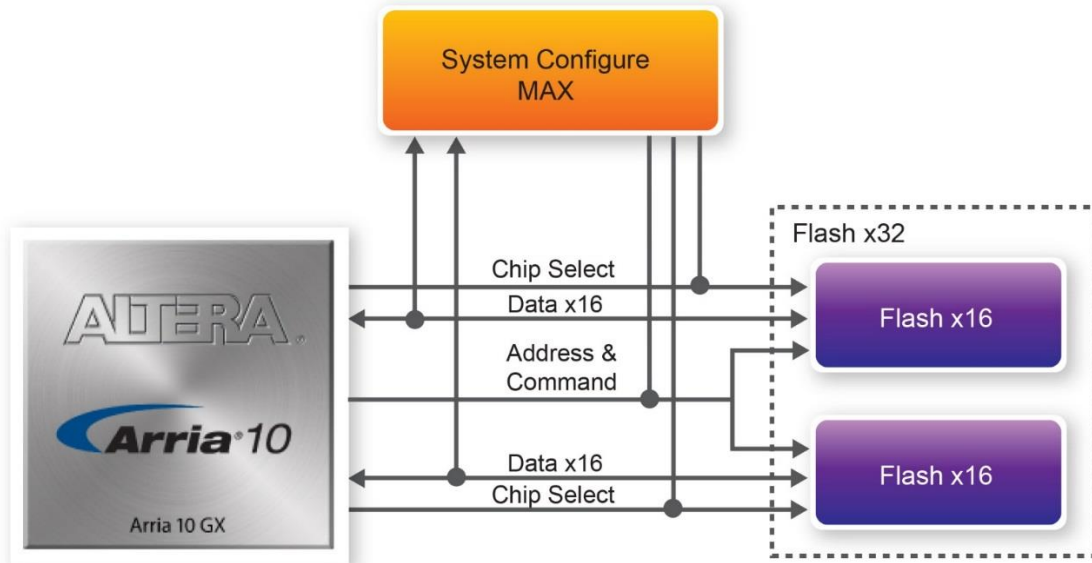 System Configure
MAX
Flash x32
Chip Select
Data x16
Flash x16
Address &
Command
ALTERA®
Arria® 10
Data x16
Chip Select
Flash x16
Arria 10 GX